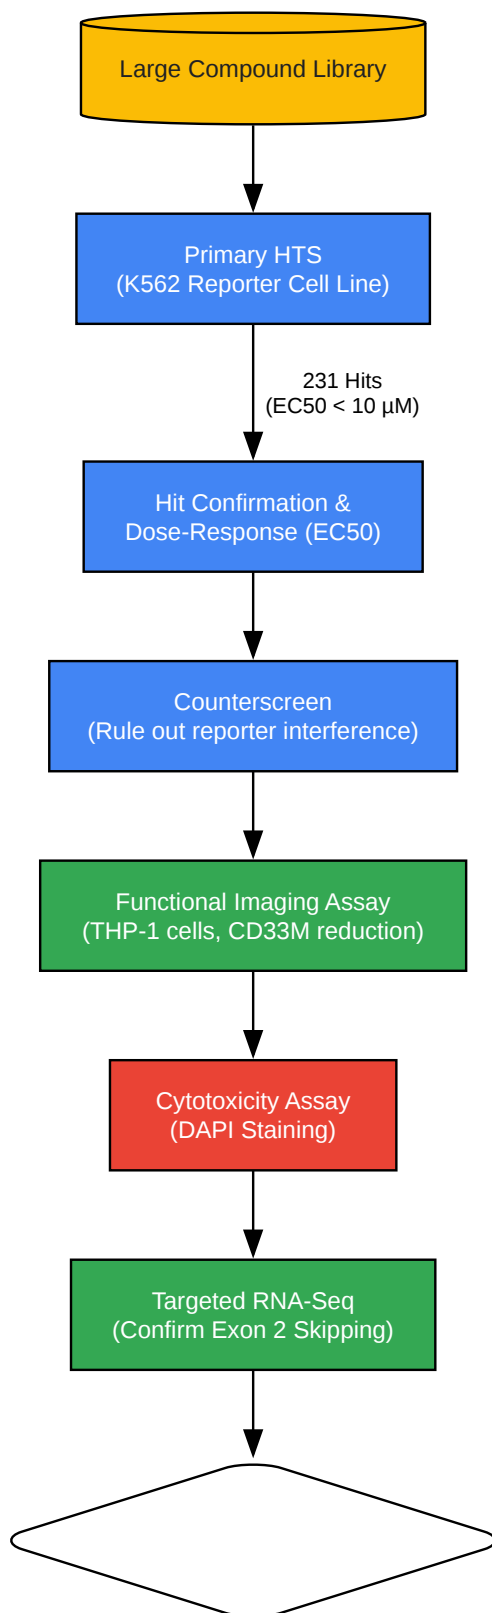 Large Compound Library
Primary HTS
(K562 Reporter Cell Line)
231 Hits
(EC50 < 10 µM)
Hit Confirmation &
Dose-Response (EC50)
Counterscreen
(Rule out reporter interference)
Functional Imaging Assay
(THP-1 cells, CD33M reduction)
Cytotoxicity Assay
(DAPI Staining)
Targeted RNA-Seq
(Confirm Exon 2 Skipping)